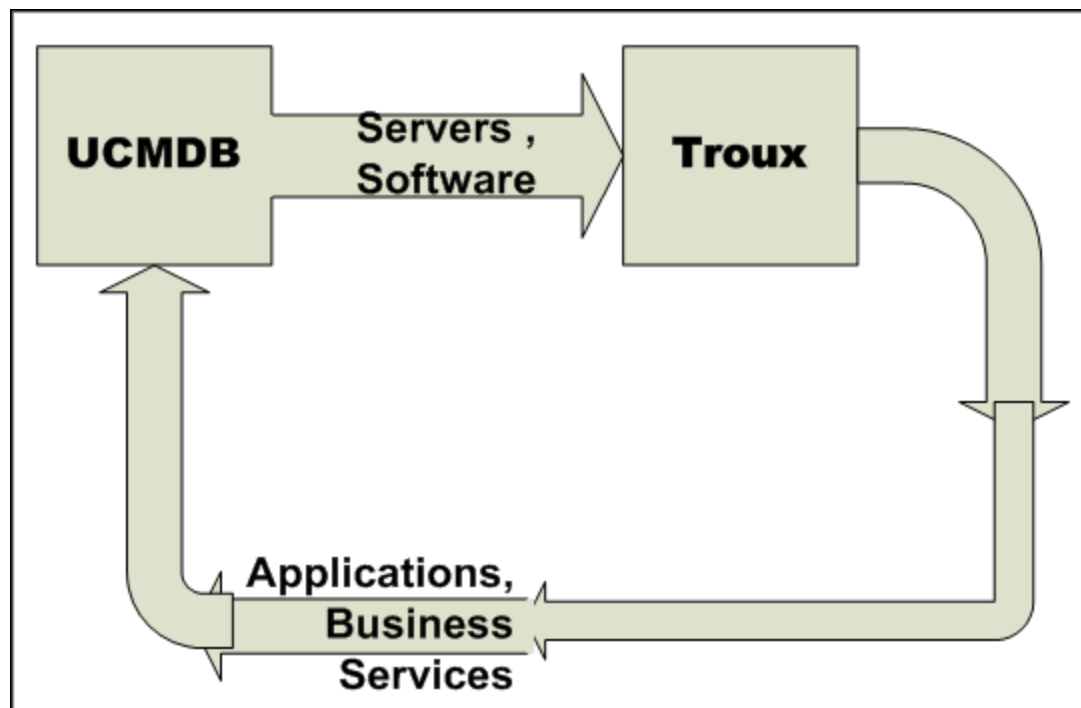 UCMDB
Servers ,
Software
Troux
Applications,
Business
Services